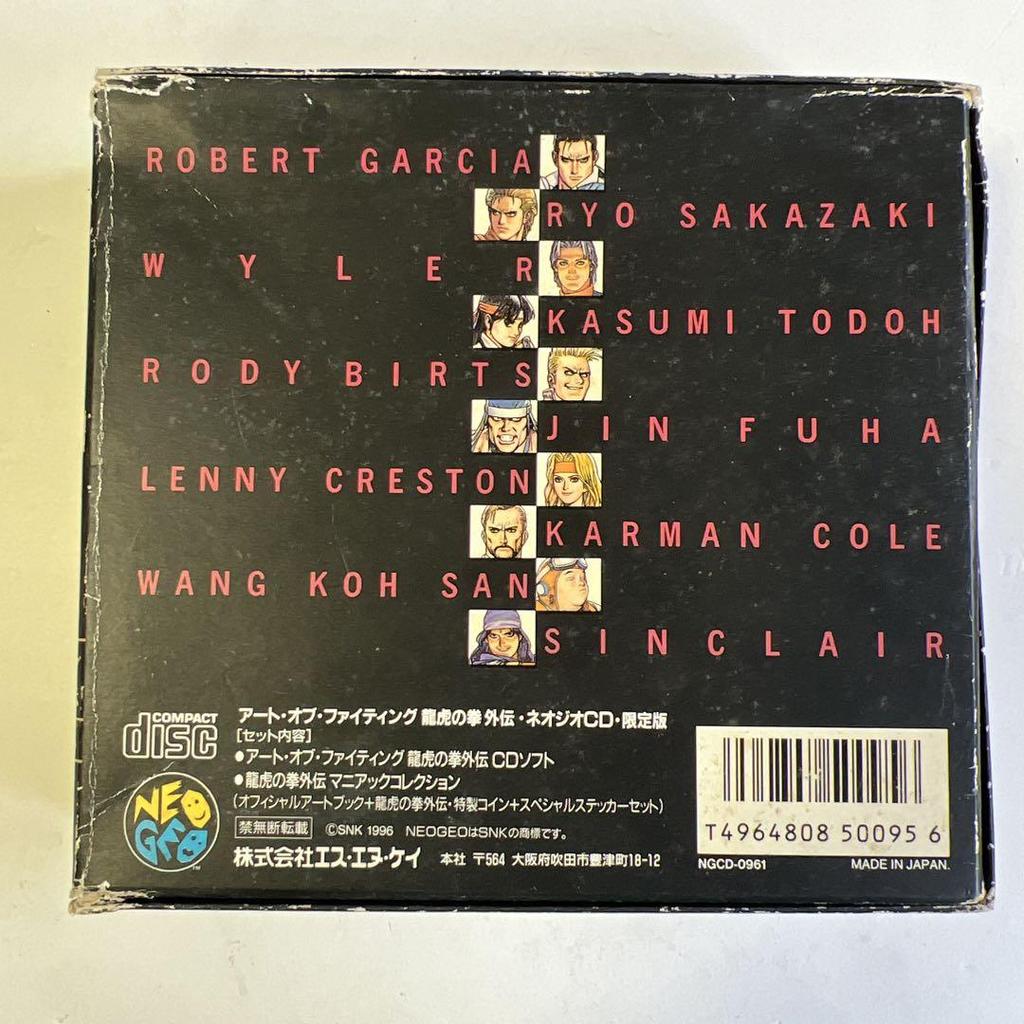 ROBERT GARCIA
RYO SAKAZAKI
WYLER
KASUMI TODOH
RODY BIRTS
JIN FUHA
LENNY CRESTON
KARMAN COLE
WANG KOH SAN
SINCLAIR
COMPACT
disc
アート・オブ・ファイティング 龍虎の拳 外伝・ネオジオCD・限定版
[セット内容]
●アート・オブ・ファイティング 龍虎の拳外伝 CDソフト
●龍虎の拳外伝 マニアックコレクション
(オフィシャルアートブック+龍虎の拳外伝・特製コイン+スペシャルステッカーセット)
禁無断転載 ©SNK 1996 NEOGEOはSNKの商標です。
株式会社エス・エヌ・ケイ 本社 〒564 大阪府吹田市豊津町18-12
NEO
GEO
TM
T4964808 50095 6
NGCD-0961 MADE IN JAPAN.